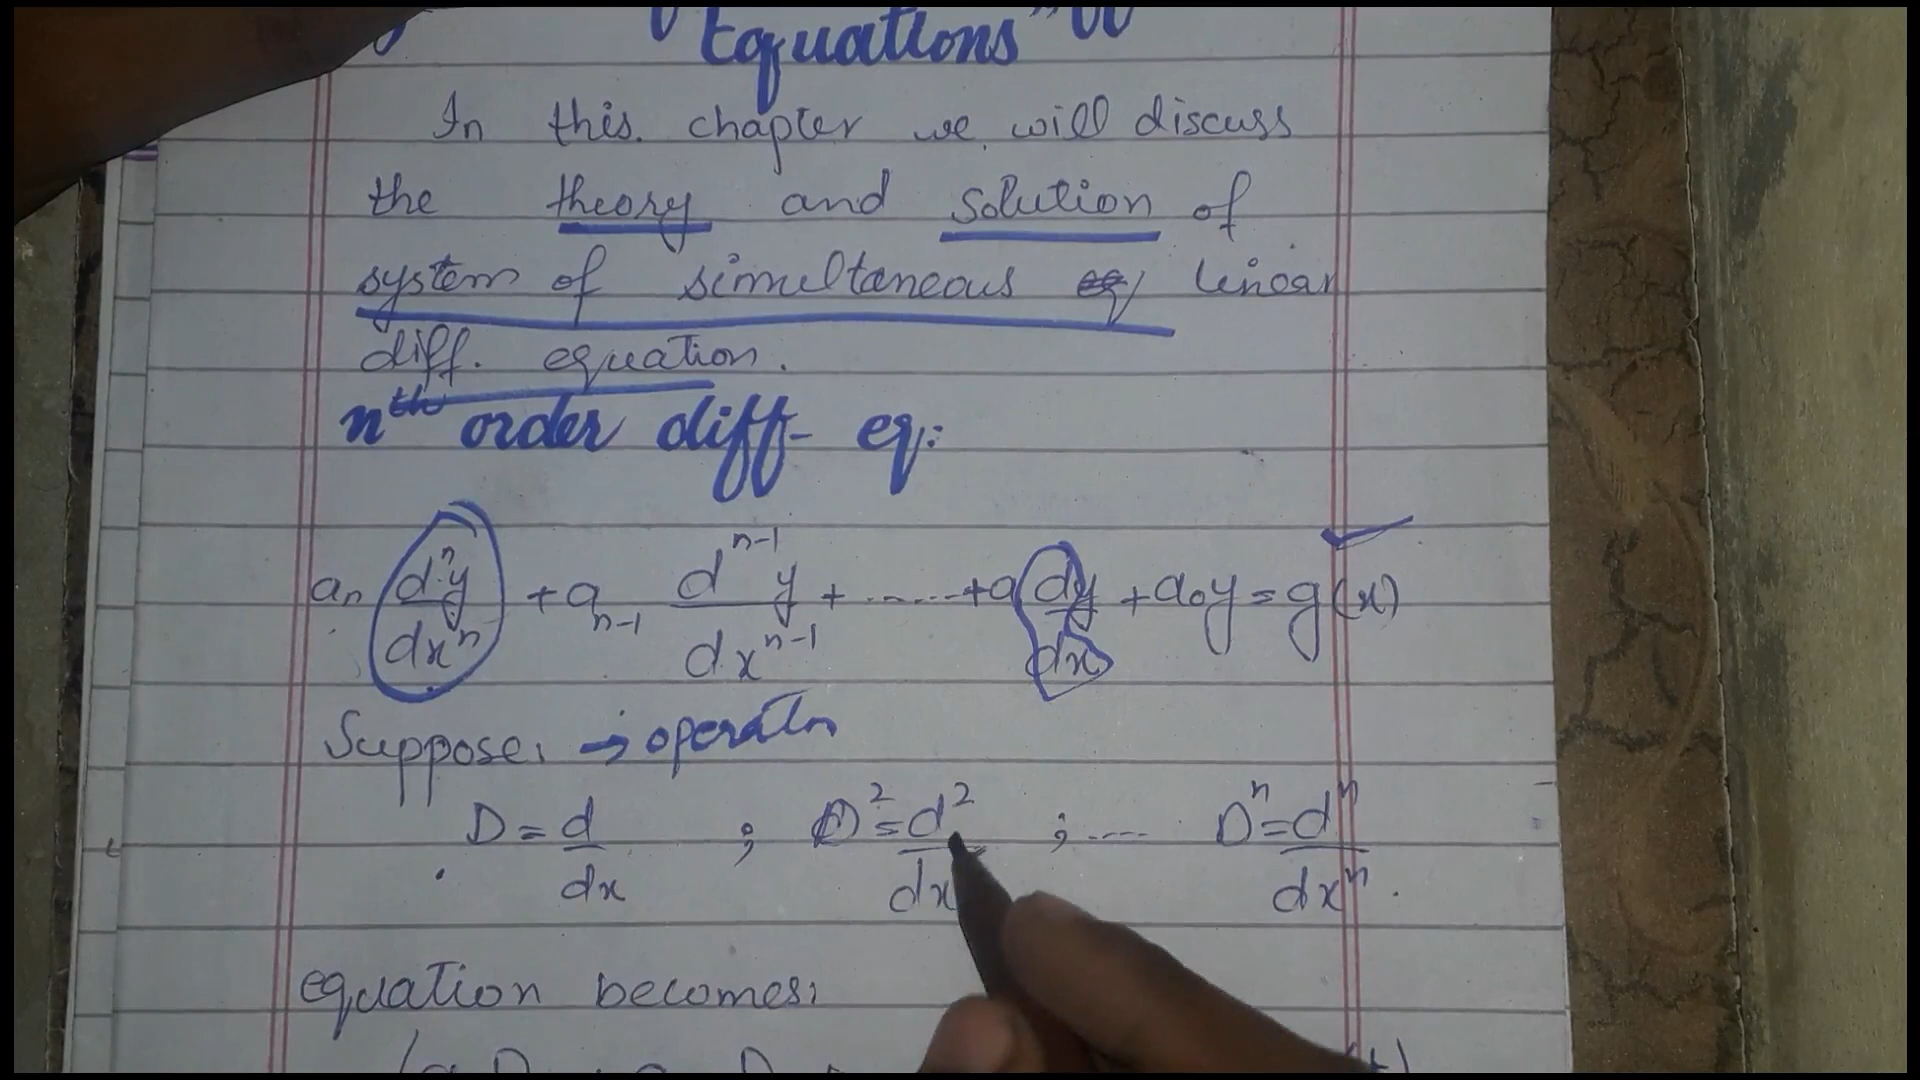 Equations"
In this chapter we will discuss
the theory and solution of
system of simultaneous linear
diff. equation.
nth order diff- eq:
aₙ dⁿy/dxⁿ + aₙ₋₁ dⁿ⁻¹y/dxⁿ⁻¹ + ...... + a dy/dx + a₀y = g(x)
Suppose, → operator
D = d/dx ; D² = d²/dx ; .... Dⁿ = dⁿ/dxⁿ.
equation becomes,